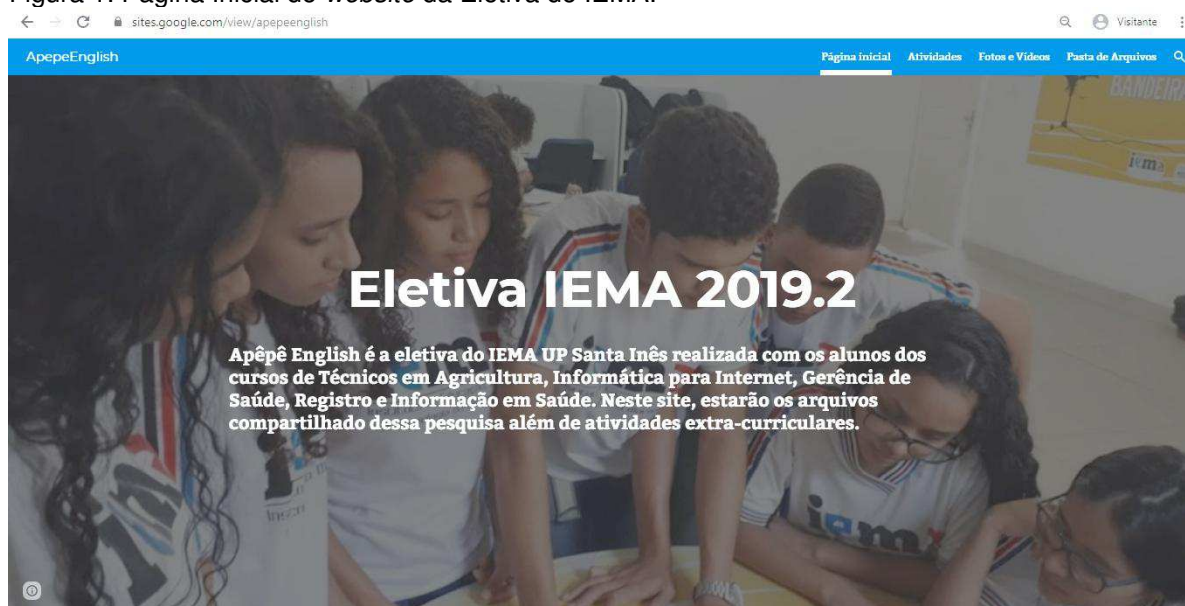 Figura 1: Página inicial do website da Eletiva do IEMA.
sites.google.com/view/apepeenglish
Visitante
ApepeEnglish
Página inicial
Atividades
Fotos e Vídeos
Pasta de Arquivos
BANDEIR
iema
Eletiva IEMA 2019.2
Apêpê English é a eletiva do IEMA UP Santa Inês realizada com os alunos dos
cursos de Técnicos em Agricultura, Informática para Internet, Gerência de
Saúde, Registro e Informação em Saúde. Neste site, estarão os arquivos
compartilhado dessa pesquisa além de atividades extra-curriculares.
iema